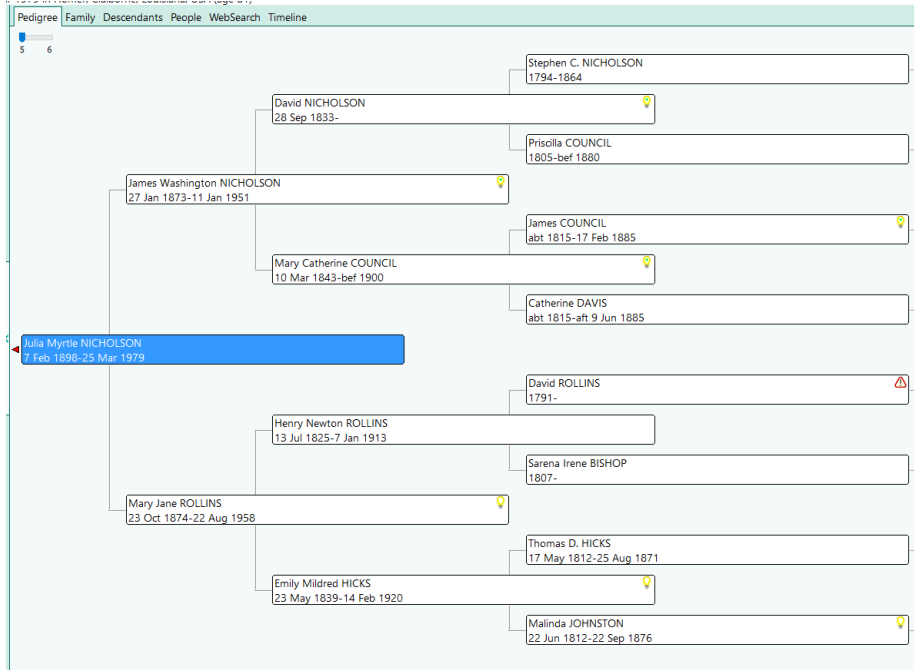 Pedigree Family Descendants People WebSearch Timeline
5 6
Stephen C. NICHOLSON
1794-1864
David NICHOLSON
28 Sep 1833-
Priscilla COUNCIL
1805-bef 1880
James Washington NICHOLSON
27 Jan 1873-11 Jan 1951
James COUNCIL
abt 1815-17 Feb 1885
Mary Catherine COUNCIL
10 Mar 1843-bef 1900
Catherine DAVIS
abt 1815-aft 9 Jun 1885
Julia Myrtle NICHOLSON
7 Feb 1898-25 Mar 1979
David ROLLINS
1791-
Henry Newton ROLLINS
13 Jul 1825-7 Jan 1913
Sarena Irene BISHOP
1807-
Mary Jane ROLLINS
23 Oct 1874-22 Aug 1958
Thomas D. HICKS
17 May 1812-25 Aug 1871
Emily Mildred HICKS
23 May 1839-14 Feb 1920
Malinda JOHNSTON
22 Jun 1812-22 Sep 1876